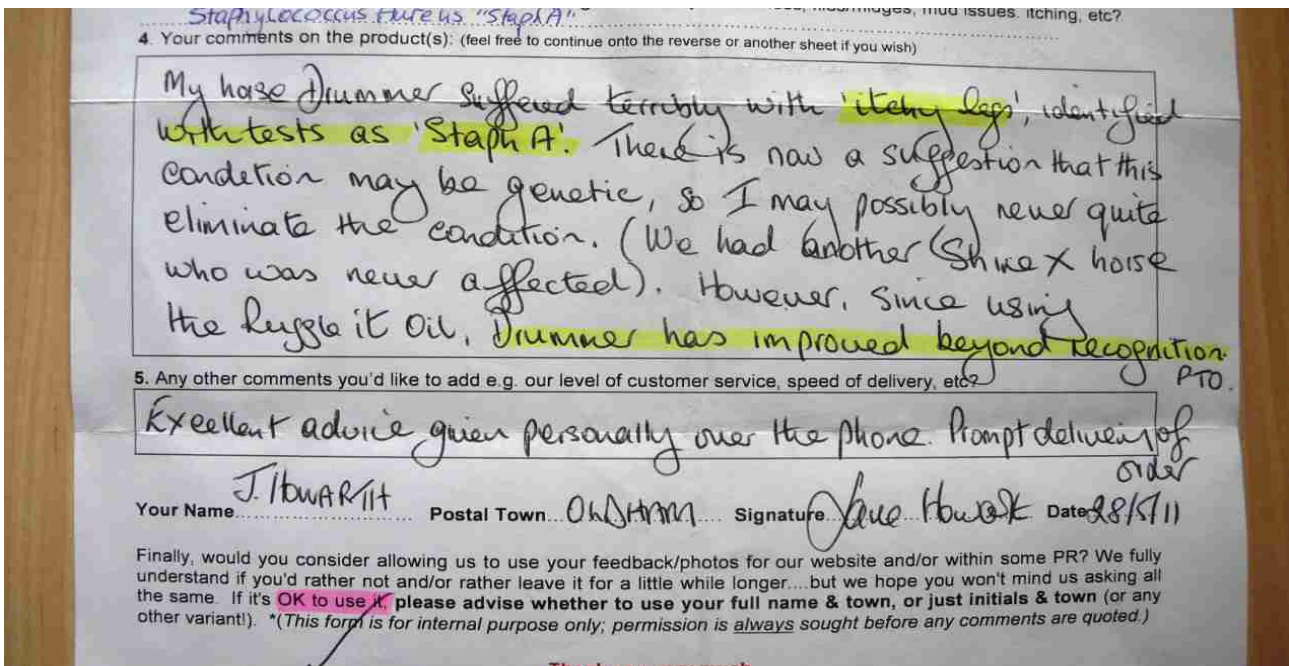 Staphylococcus Aureus "Staph A"
mud issues. itching, etc?
4. Your comments on the product(s): (feel free to continue onto the reverse or another sheet if you wish)
My horse Drummer suffered terribly with 'itchy legs', identified
with tests as 'Staph A'. There is now a suggestion that this
condition may be genetic, so I may possibly never quite
eliminate the condition. (We had another Shire X horse
who was never affected). However, since using
the it Oil, Drummer has improved beyond recognition.
PTO.
5. Any other comments you'd like to add e.g. our level of customer service, speed of delivery, etc?
Excellent advice given personally over the phone. Prompt delivery of
order
Your Name J. HOWARTH Postal Town OLDHAM Signature Jane Howarth Date 28/5/11
Finally, would you consider allowing us to use your feedback/photos for our website and/or within some PR? We fully
understand if you'd rather not and/or rather leave it for a little while longer....but we hope you won't mind us asking all
the same. If it's OK to use it, please advise whether to use your full name & town, or just initials & town (or any
other variant!). *(This form is for internal purpose only; permission is always sought before any comments are quoted.)